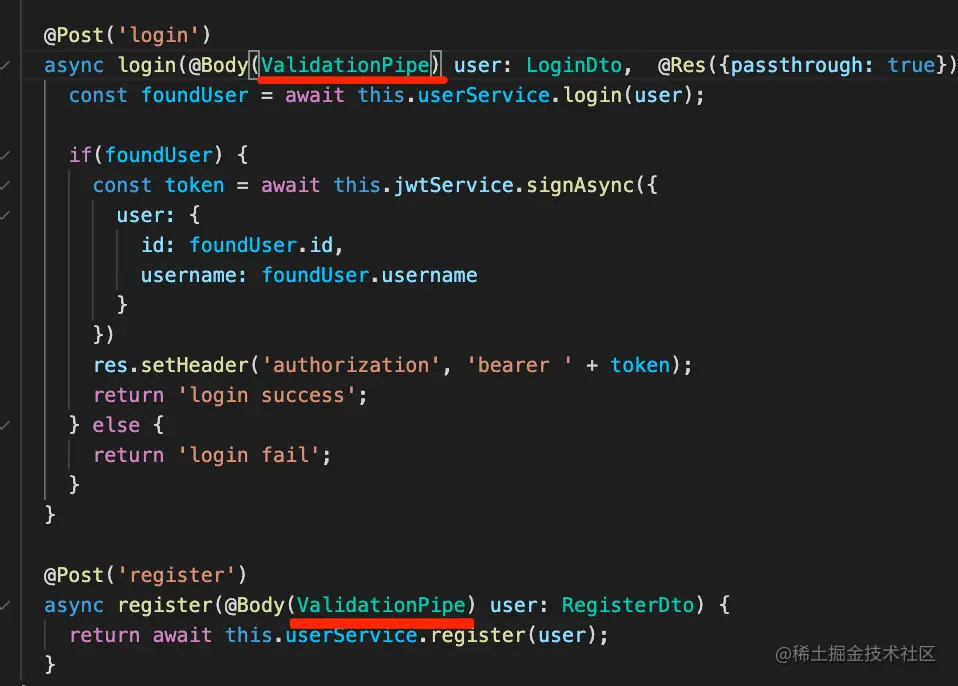 @Post('login')
async login(@Body(ValidationPipe) user: LoginDto,  @Res({passthrough: true})
const foundUser = await this.userService.login(user);
if(foundUser) {
const token = await this.jwtService.signAsync({
user: {
id: foundUser.id,
username: foundUser.username
}
})
res.setHeader('authorization', 'bearer ' + token);
return 'login success';
} else {
return 'login fail';
}
}
@Post('register')
async register(@Body(ValidationPipe) user: RegisterDto) {
return await this.userService.register(user);
}
@稀土掘金技术社区